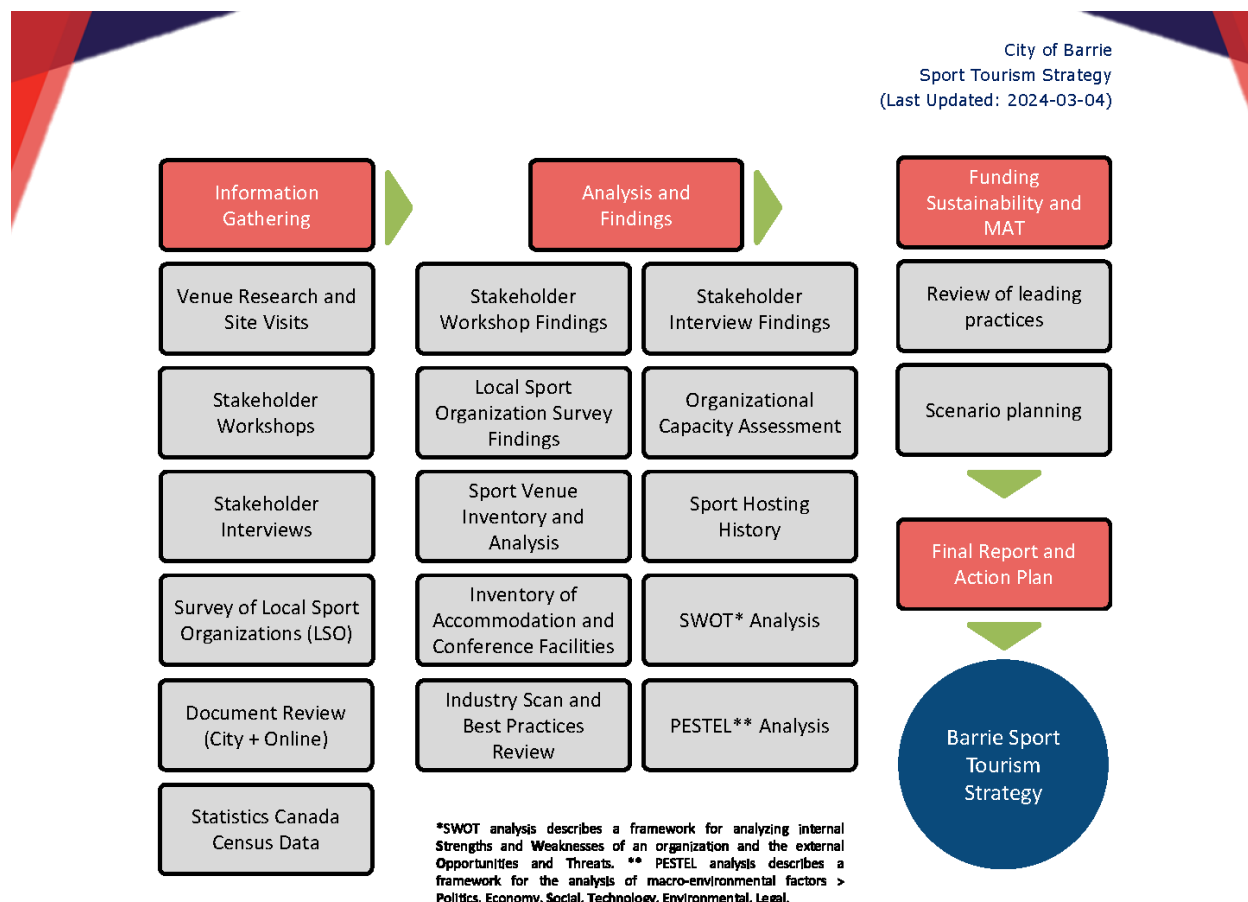 City of Barrie
Sport Tourism Strategy
(Last Updated: 2024-03-04)
Information
Gathering
Venue Research and
Site Visits
Stakeholder
Workshops
Stakeholder
Interviews
Survey of Local Sport
Organizations (LSO)
Document Review
(City + Online)
Statistics Canada
Census Data
Analysis and
Findings
Stakeholder
Workshop Findings
Stakeholder
Interview Findings
Local Sport
Organization Survey
Findings
Organizational
Capacity Assessment
Sport Venue
Inventory and
Analysis
Sport Hosting
History
Inventory of
Accommodation and
Conference Facilities
SWOT* Analysis
Industry Scan and
Best Practices
Review
PESTEL** Analysis
*SWOT analysis describes a framework for analyzing internal
Strengths and Weaknesses of an organization and the external
Opportunities and Threats. ** PESTEL analysis describes a
framework for the analysis of macro-environmental factors >
Politics, Economy, Social, Technology, Environmental, Legal.
Funding
Sustainability and
MAT
Review of leading
practices
Scenario planning
Final Report and
Action Plan
Barrie Sport
Tourism
Strategy